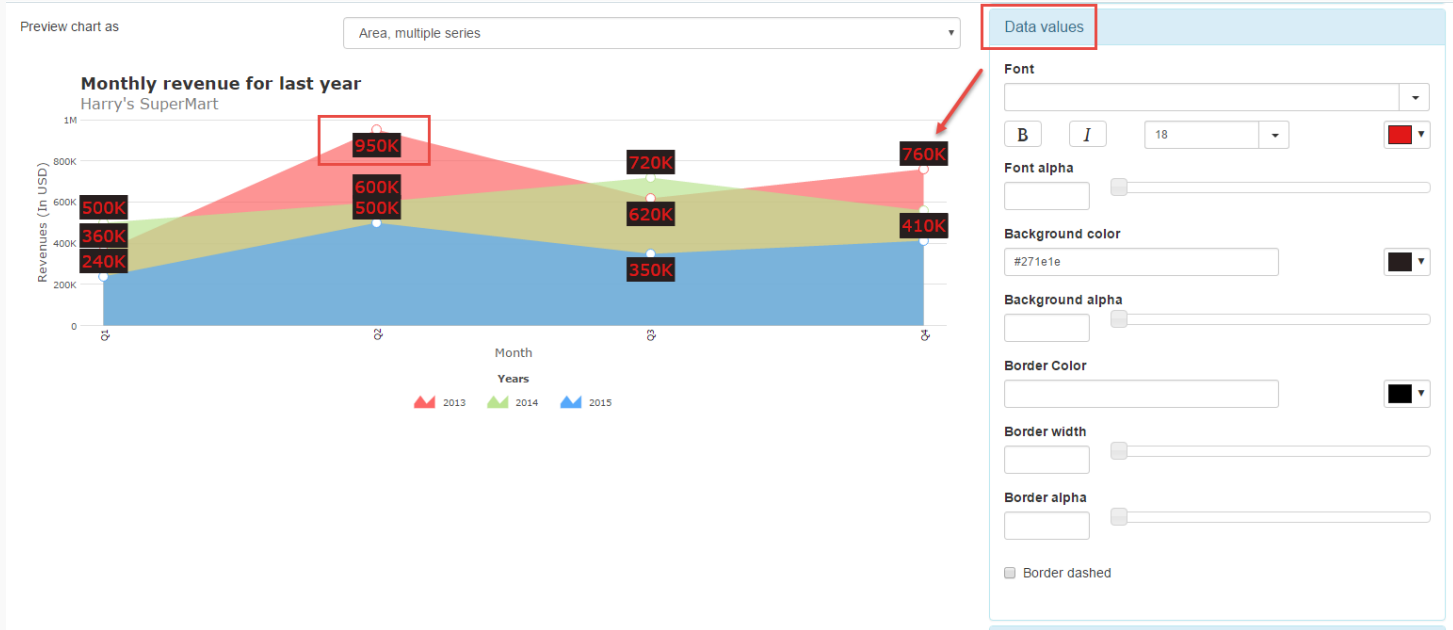 Preview chart as
Area, multiple series
Monthly revenue for last year
Harry's SuperMart
1M
800K
600K
400K
200K
0
Revenues (In USD)
500K
360K
240K
950K
600K
500K
720K
620K
350K
760K
410K
Q1
Q2
Q3
Q4
Month
Years
2013
2014
2015
Data values
Font
B I 18
Font alpha
Background color
#271e1e
Background alpha
Border Color
Border width
Border alpha
Border dashed